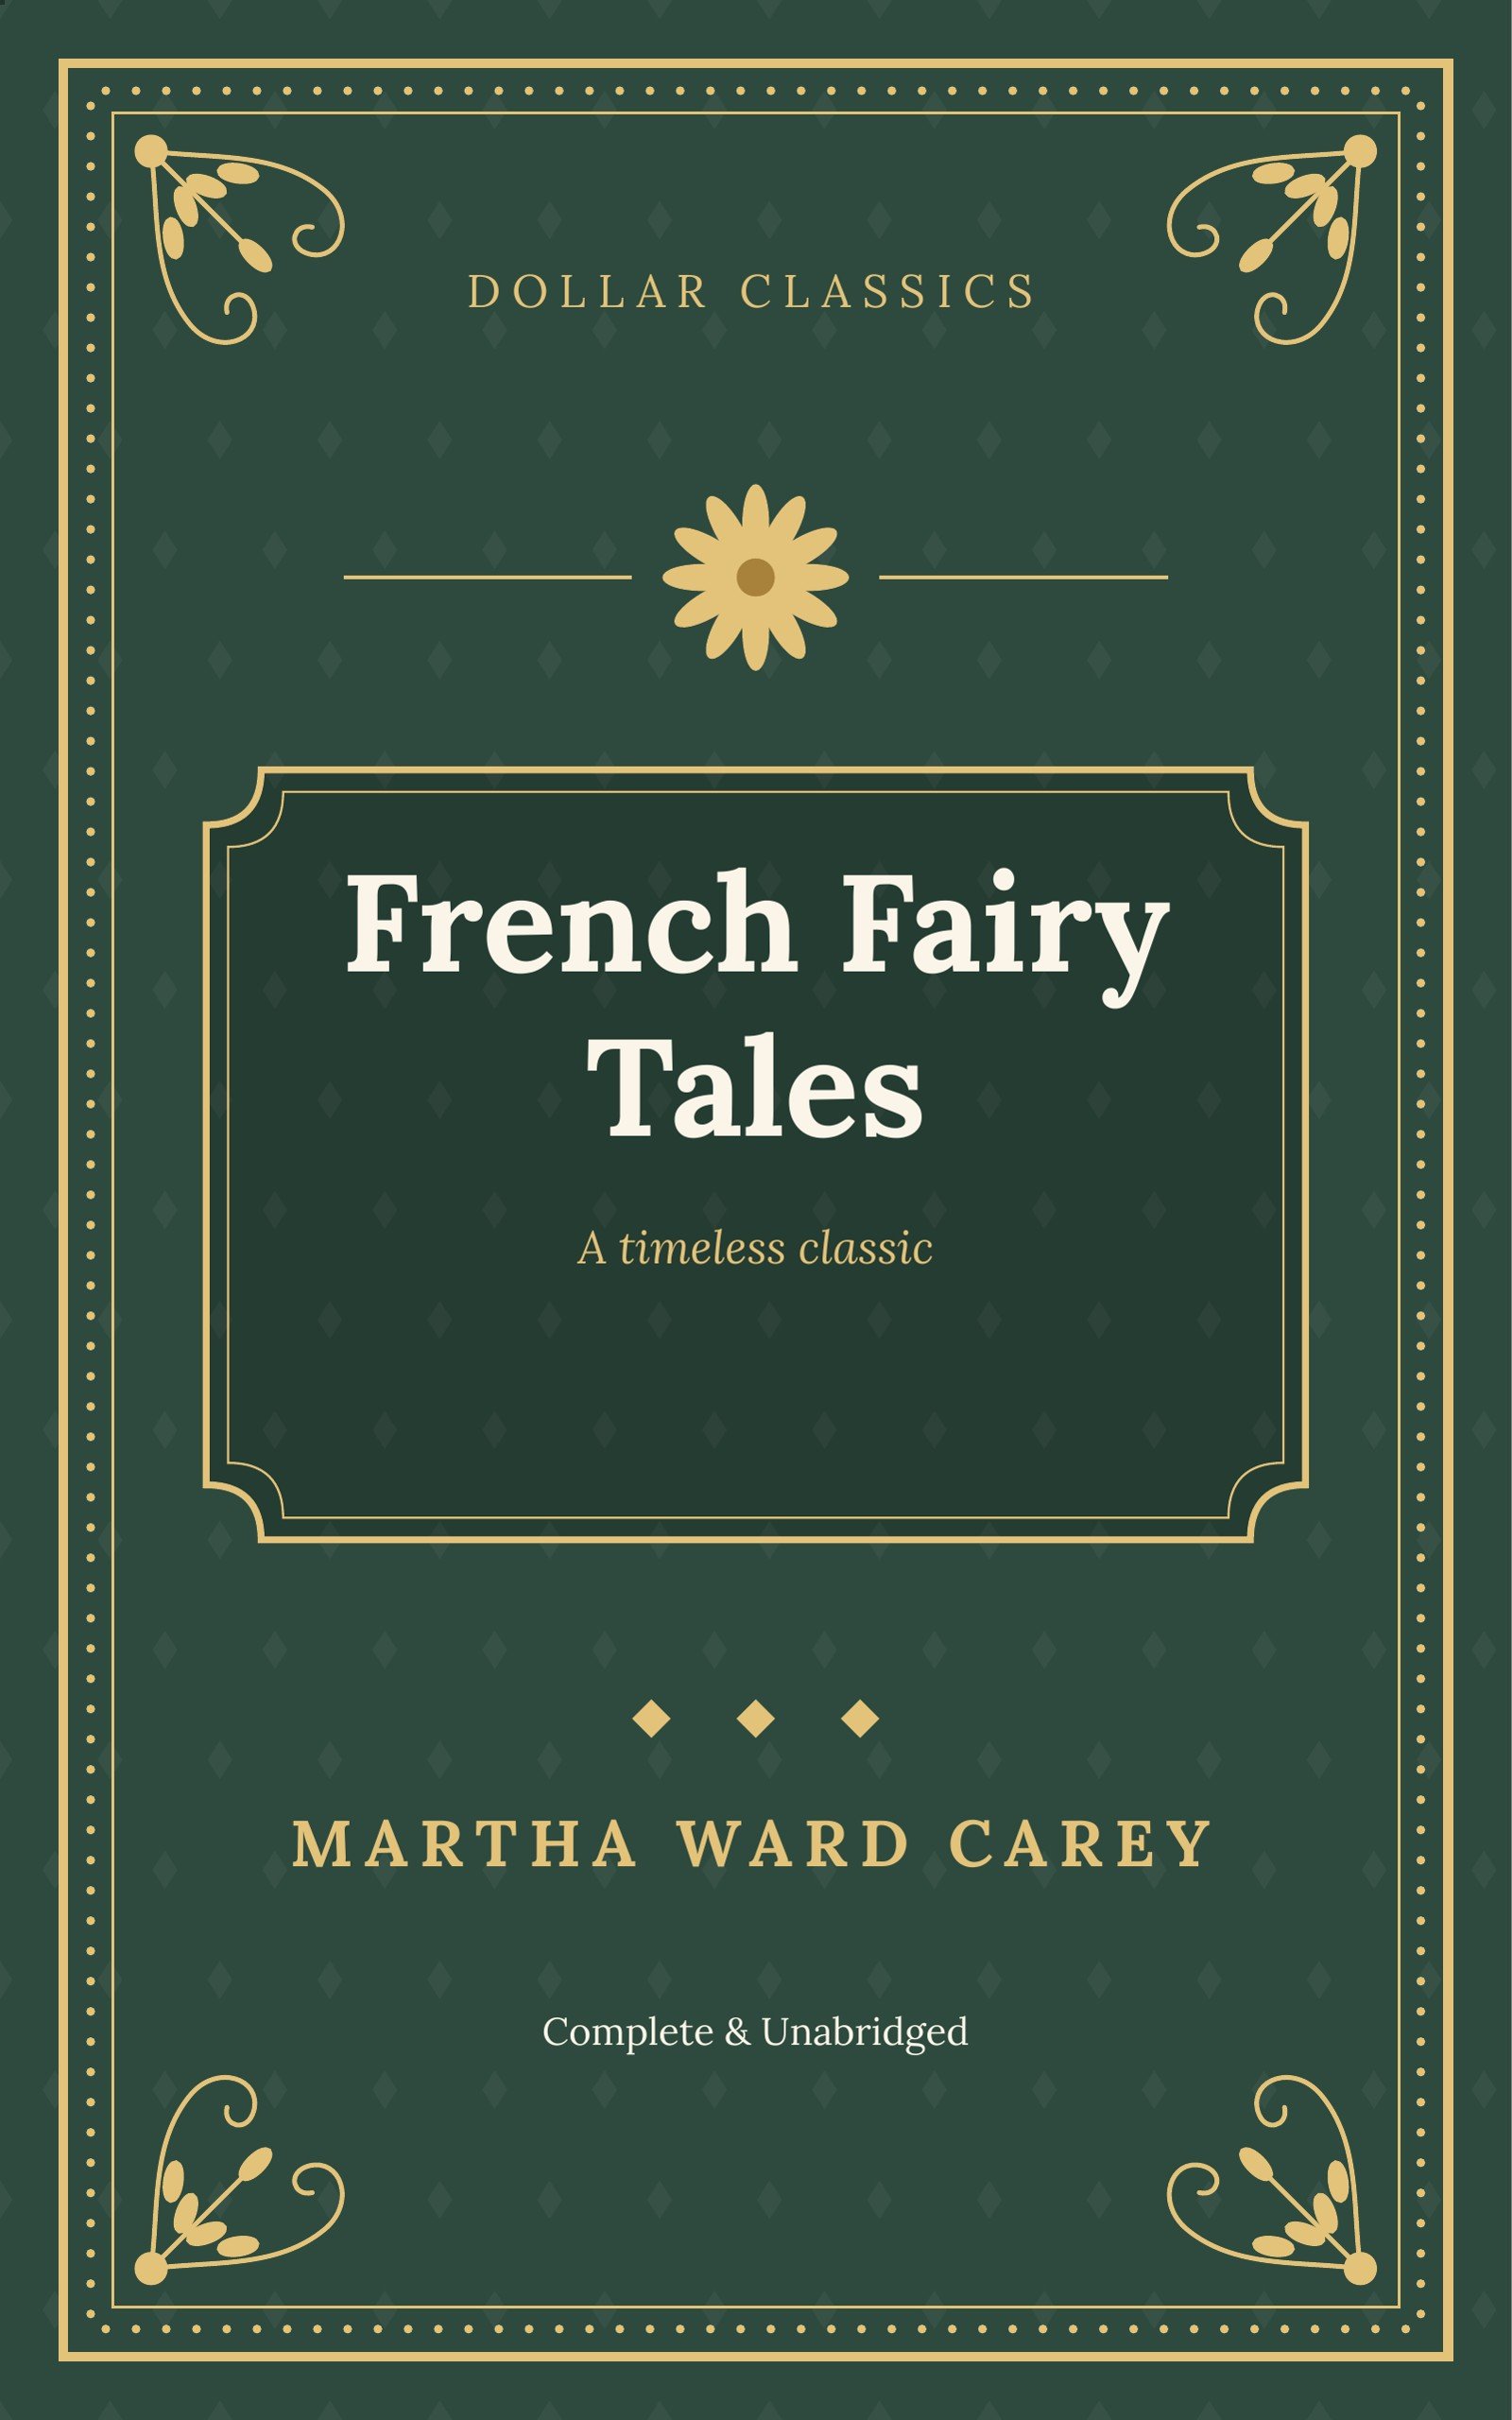 DOLLAR CLASSICS
French Fairy
Tales
A timeless classic
MARTHA WARD CAREY
Complete & Unabridged